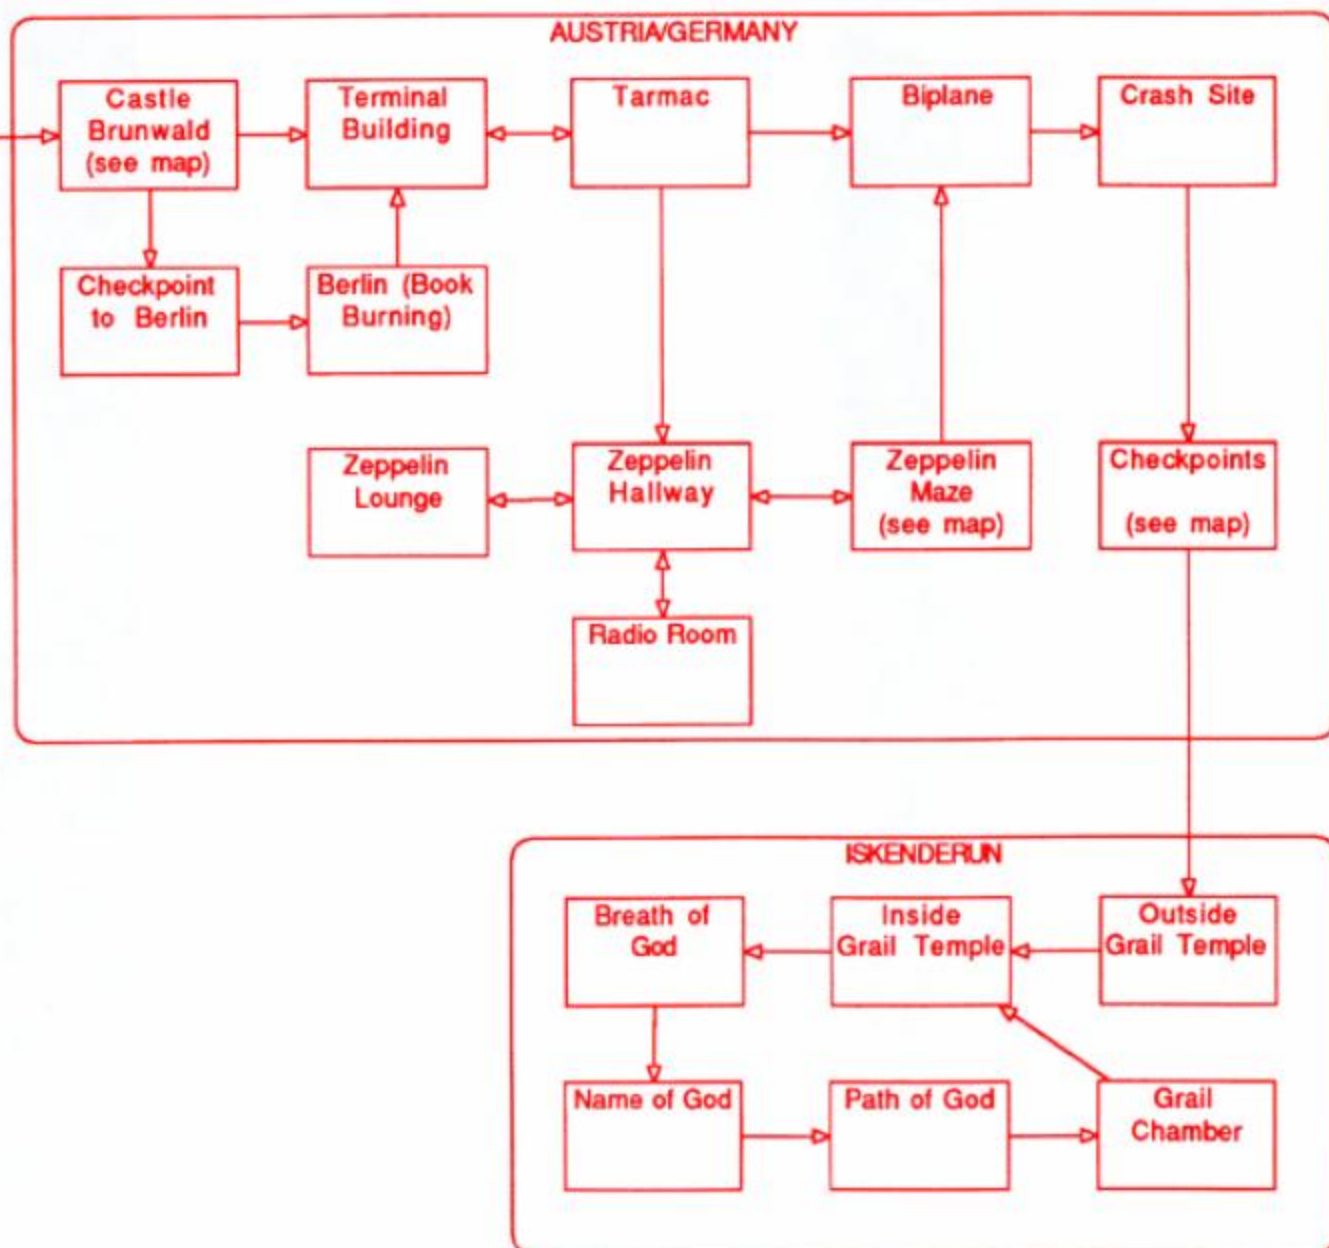 AUSTRIA/GERMANY
Castle
Brunwald
(see map)
Terminal
Building
Tarmac
Biplane
Crash Site
Checkpoint
to Berlin
Berlin (Book
Burning)
Zeppelin
Lounge
Zeppelin
Hallway
Zeppelin
Maze
(see map)
Checkpoints
(see map)
Radio Room
ISKENDERUN
Breath of
God
Inside
Grail Temple
Outside
Grail Temple
Name of God
Path of God
Grail
Chamber